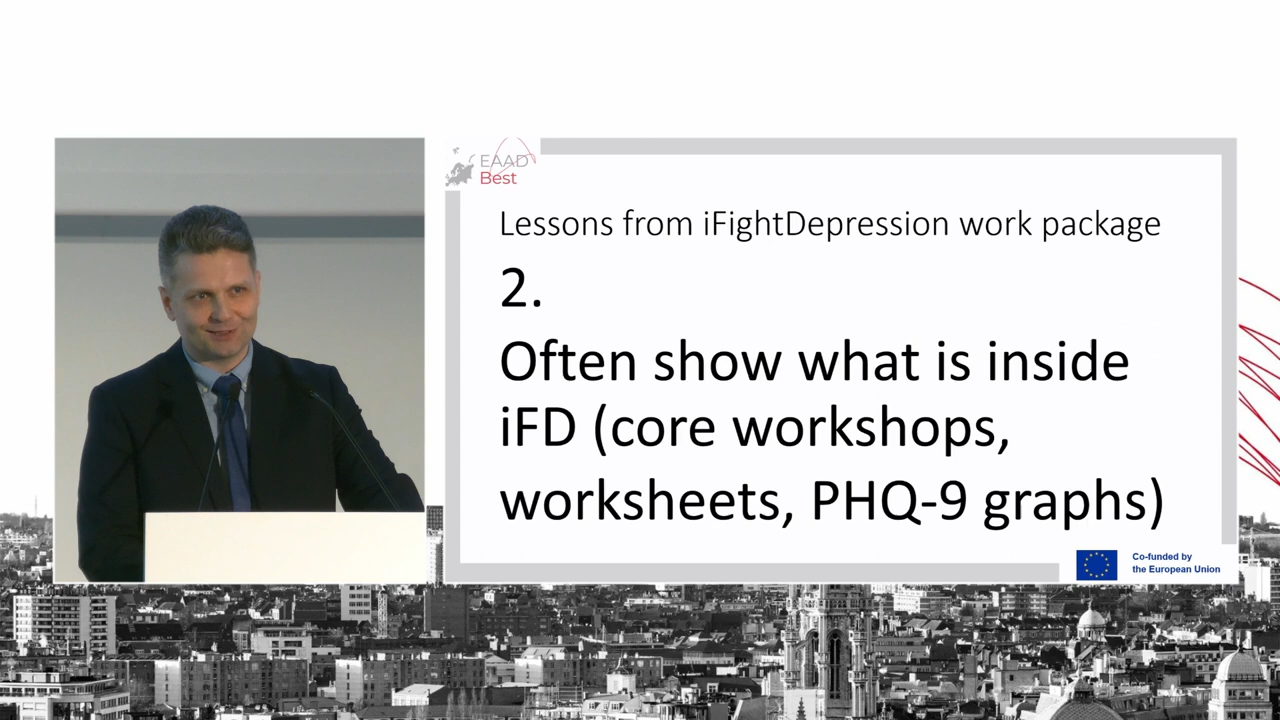 EAAD
Best
Lessons from iFightDepression work package
2.
Often show what is inside
iFD (core workshops,
worksheets, PHQ-9 graphs)
Co-funded by
the European Union